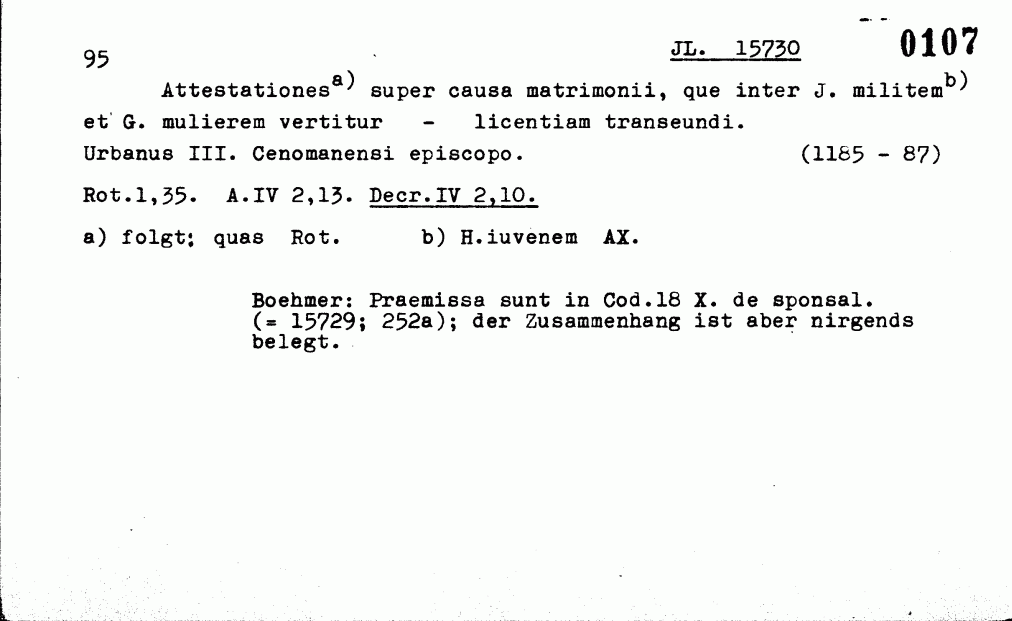 95 JL. 15730 0107
Attestationes a) super causa matrimonii, que inter J. militem b)
et G. mulierem vertitur - licentiam transeundi.
Urbanus III. Cenomanensi episcopo. (1185 - 87)
Rot.1,35. A.IV 2,13. Decr.IV 2,10.
a) folgt: quas Rot. b) H.iuvenem AX.
Boehmer: Praemissa sunt in Cod.18 X. de sponsal.
(= 15729; 252a); der Zusammenhang ist aber nirgends
belegt.